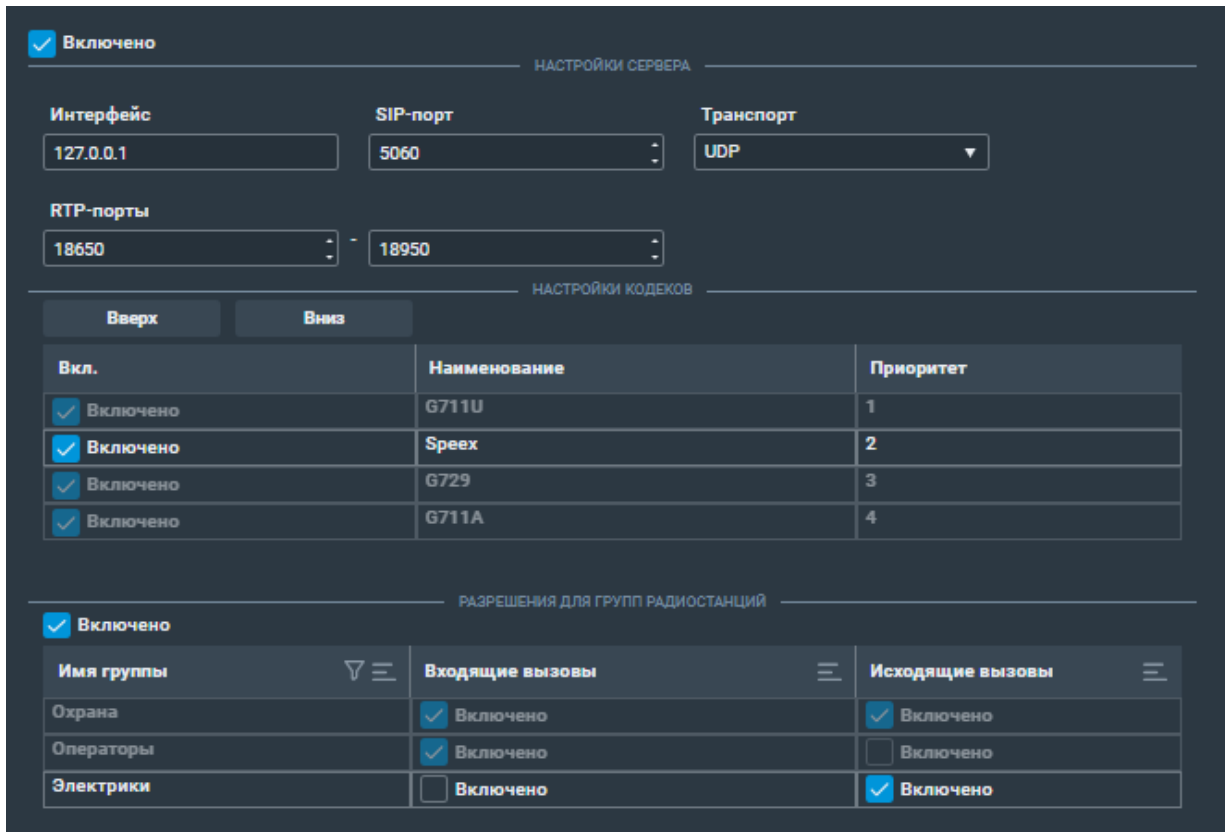 Включено
НАСТРОЙКИ СЕРВЕРА
Интерфейс SIP-порт Транспорт
127.0.0.1 5060 UDP
RTP-порты
18650 - 18950
НАСТРОЙКИ КОДЕКОВ
Вверх Вниз
Вкл. Наименование Приоритет
Включено G711U 1
Включено Speex 2
Включено G729 3
Включено G711A 4
РАЗРЕШЕНИЯ ДЛЯ ГРУПП РАДИОСТАНЦИЙ
Включено
Имя группы Входящие вызовы Исходящие вызовы
Охрана Включено Включено
Операторы Включено Включено
Электрики Включено Включено